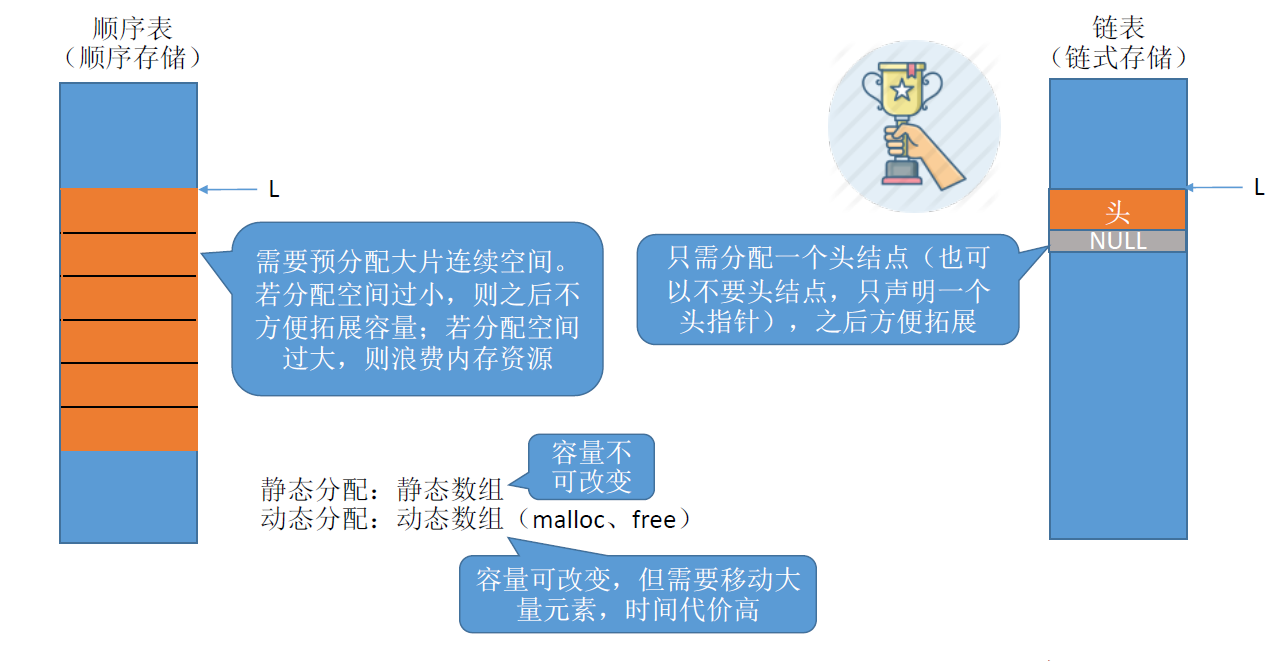 顺序表
（顺序存储）
L
需要预分配大片连续空间。
若分配空间过小，则之后不
方便拓展容量；若分配空间
过大，则浪费内存资源
静态分配：静态数组
容量不
可改变
动态分配：动态数组（malloc、free）
容量可改变，但需要移动大
量元素，时间代价高
链表
（链式存储）
L
头
NULL
只需分配一个头结点（也可
以不要头结点，只声明一个
头指针），之后方便拓展